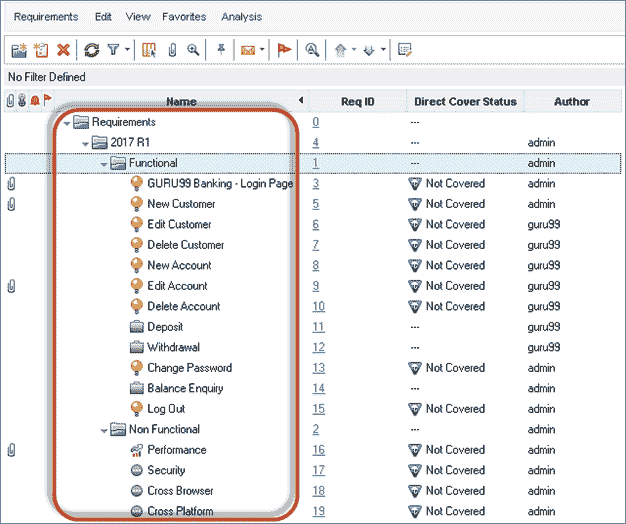 Requirements Edit View Favorites Analysis
No Filter Defined
Name Req ID Direct Cover Status Author
Requirements 0 ---
2017 R1 4 --- admin
Functional 1 --- admin
GURU99 Banking - Login Page 3 Not Covered admin
New Customer 5 Not Covered admin
Edit Customer 6 Not Covered guru99
Delete Customer 7 Not Covered guru99
New Account 8 Not Covered guru99
Edit Account 9 Not Covered guru99
Delete Account 10 Not Covered guru99
Deposit 11 --- guru99
Withdrawal 12 --- guru99
Change Password 13 Not Covered admin
Balance Enquiry 14 --- admin
Log Out 15 Not Covered admin
Non Functional 2 --- admin
Performance 16 Not Covered admin
Security 17 Not Covered admin
Cross Browser 18 Not Covered admin
Cross Platform 19 Not Covered admin